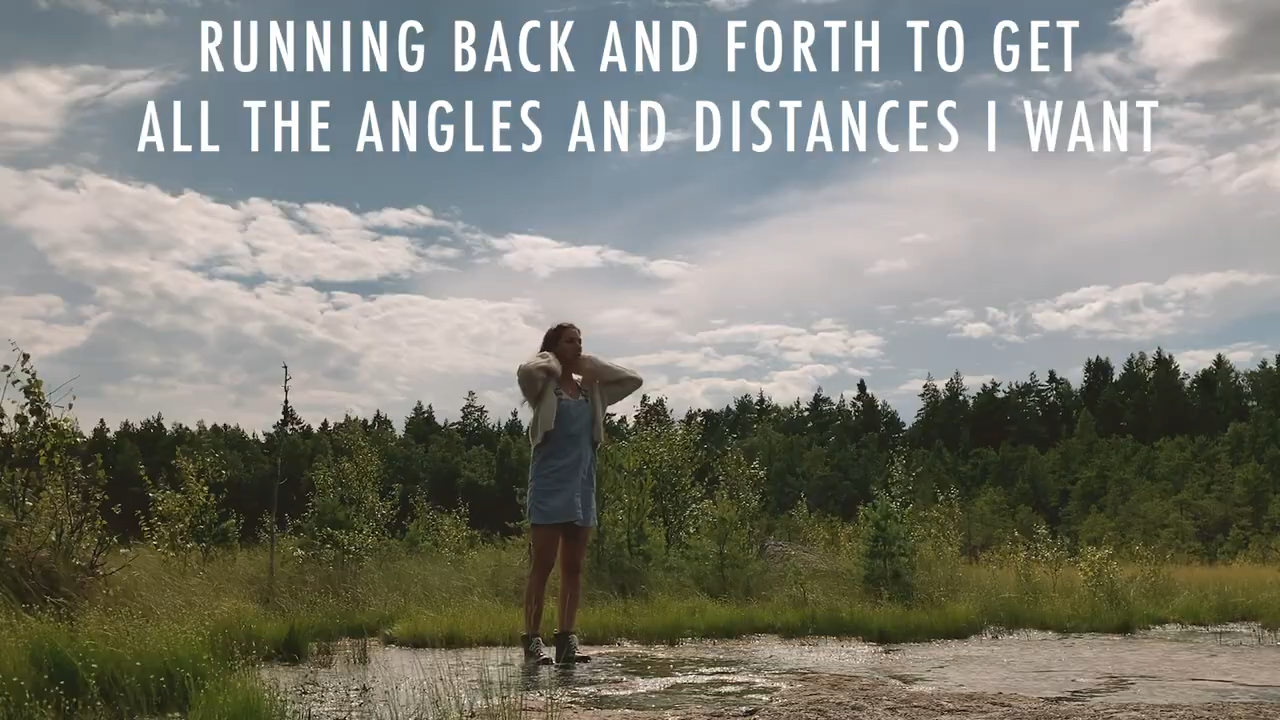 RUNNING BACK AND FORTH TO GET
ALL THE ANGLES AND DISTANCES I WANT